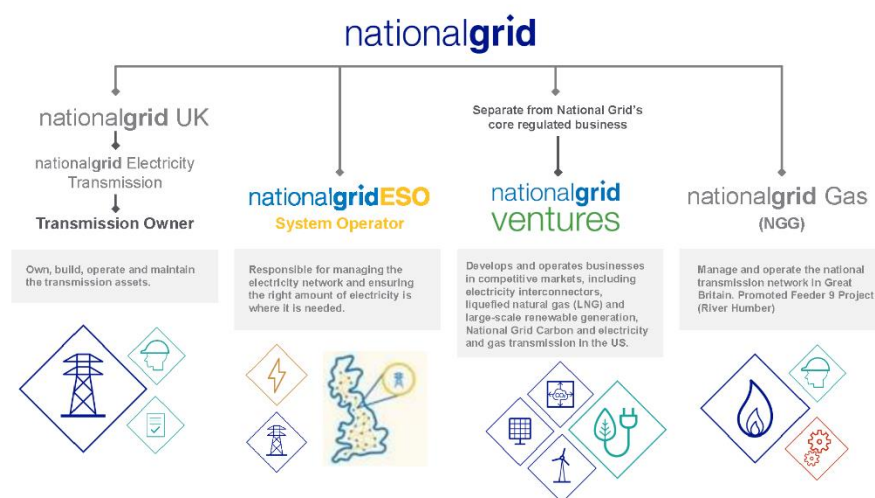 nationalgrid
nationalgrid UK
nationalgrid Electricity
Transmission
Transmission Owner
Own, build, operate and maintain
the transmission assets.
nationalgridESO
System Operator
Responsible for managing the
electricity network and ensuring
the right amount of electricity is
where it is needed.
Separate from National Grid's
core regulated business
nationalgrid
ventures
Develops and operates businesses
in competitive markets, including
electricity interconnectors,
liquefied natural gas (LNG) and
large-scale renewable generation,
National Grid Carbon and electricity
and gas transmission in the US.
CO₂
nationalgrid Gas
(NGG)
Manage and operate the national
transmission network in Great
Britain. Promoted Feeder 9 Project
(River Humber)